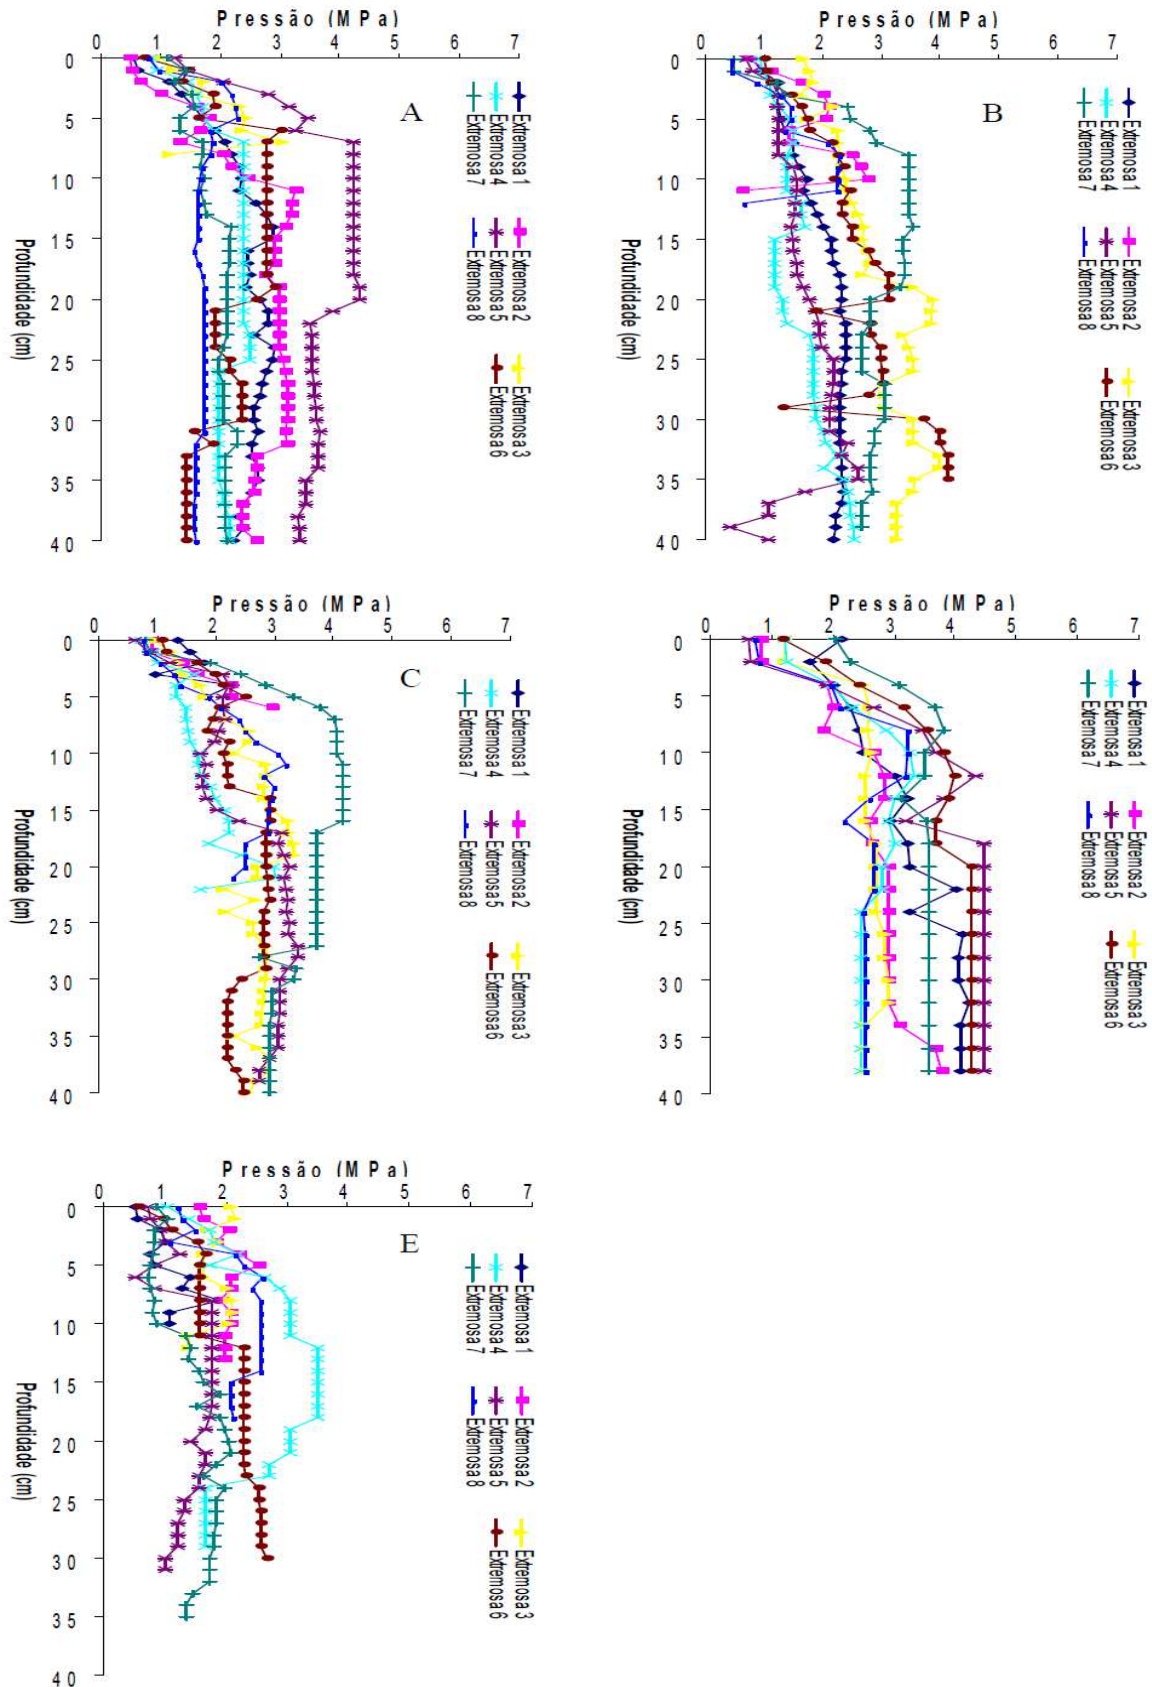 Pressão (MPa)
0 1 2 3 4 5 6 7
0
5
10
15
20
25
30
35
40
Profundidade (cm)
A
Extremosa 1
Extremosa 2
Extremosa 3
Extremosa 4
Extremosa 5
Extremosa 6
Extremosa 7
Extremosa 8
Pressão (MPa)
0 1 2 3 4 5 6 7
0
5
10
15
20
25
30
35
40
Profundidade (cm)
B
Extremosa 1
Extremosa 2
Extremosa 3
Extremosa 4
Extremosa 5
Extremosa 6
Extremosa 7
Extremosa 8
Pressão (MPa)
0 1 2 3 4 5 6 7
0
5
10
15
20
25
30
35
40
Profundidade (cm)
C
Extremosa 1
Extremosa 2
Extremosa 3
Extremosa 4
Extremosa 5
Extremosa 6
Extremosa 7
Extremosa 8
Pressão (MPa)
0 1 2 3 4 5 6 7
0
5
10
15
20
25
30
35
40
Profundidade (cm)
Extremosa 1
Extremosa 2
Extremosa 3
Extremosa 4
Extremosa 5
Extremosa 6
Extremosa 7
Extremosa 8
Pressão (MPa)
0 1 2 3 4 5 6 7
0
5
10
15
20
25
30
35
40
Profundidade (cm)
E
Extremosa 1
Extremosa 2
Extremosa 3
Extremosa 4
Extremosa 5
Extremosa 6
Extremosa 7
Extremosa 8